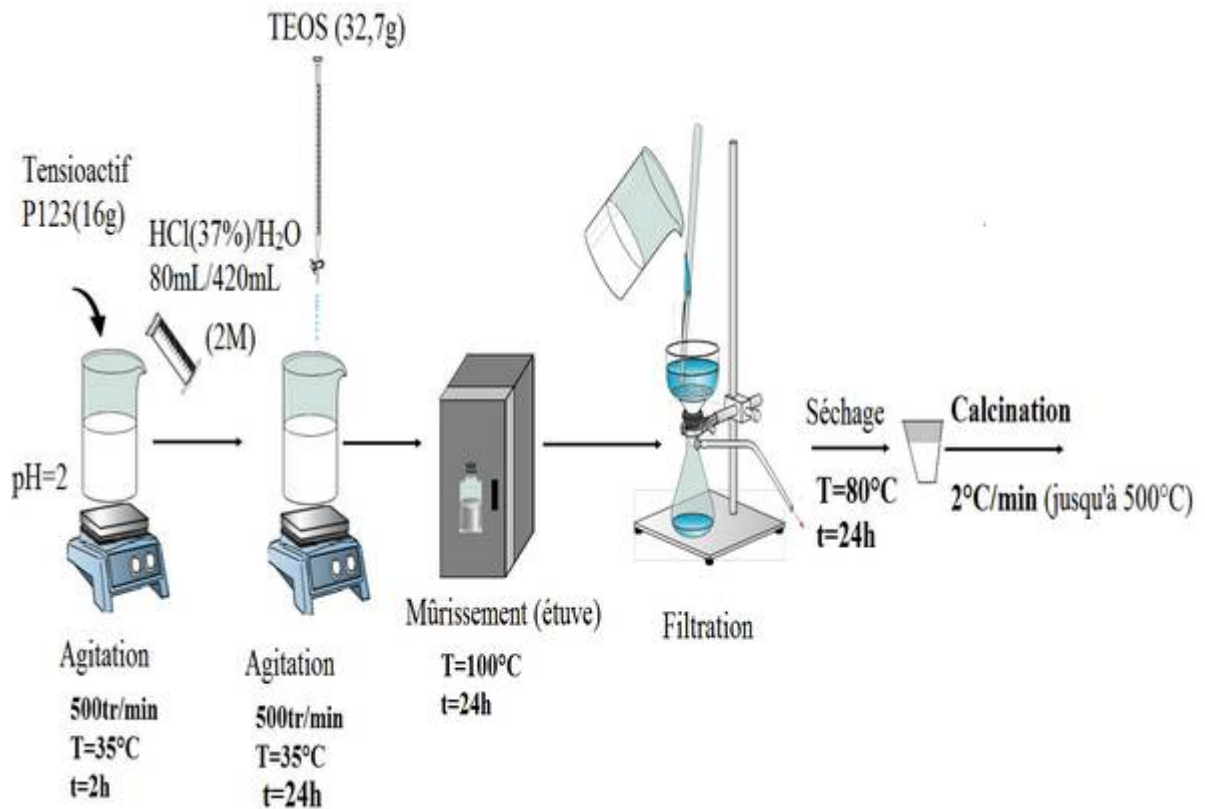 TEOS (32,7g)
Tensioactif
P123(16g)
HCl(37%)/H₂O
80mL/420mL
(2M)
pH=2
Agitation
500tr/min
T=35°C
t=2h
Agitation
500tr/min
T=35°C
t=24h
Mûrissement (étuve)
T=100°C
t=24h
Filtration
Séchage
T=80°C
t=24h
Calcination
2°C/min (jusqu'à 500°C)